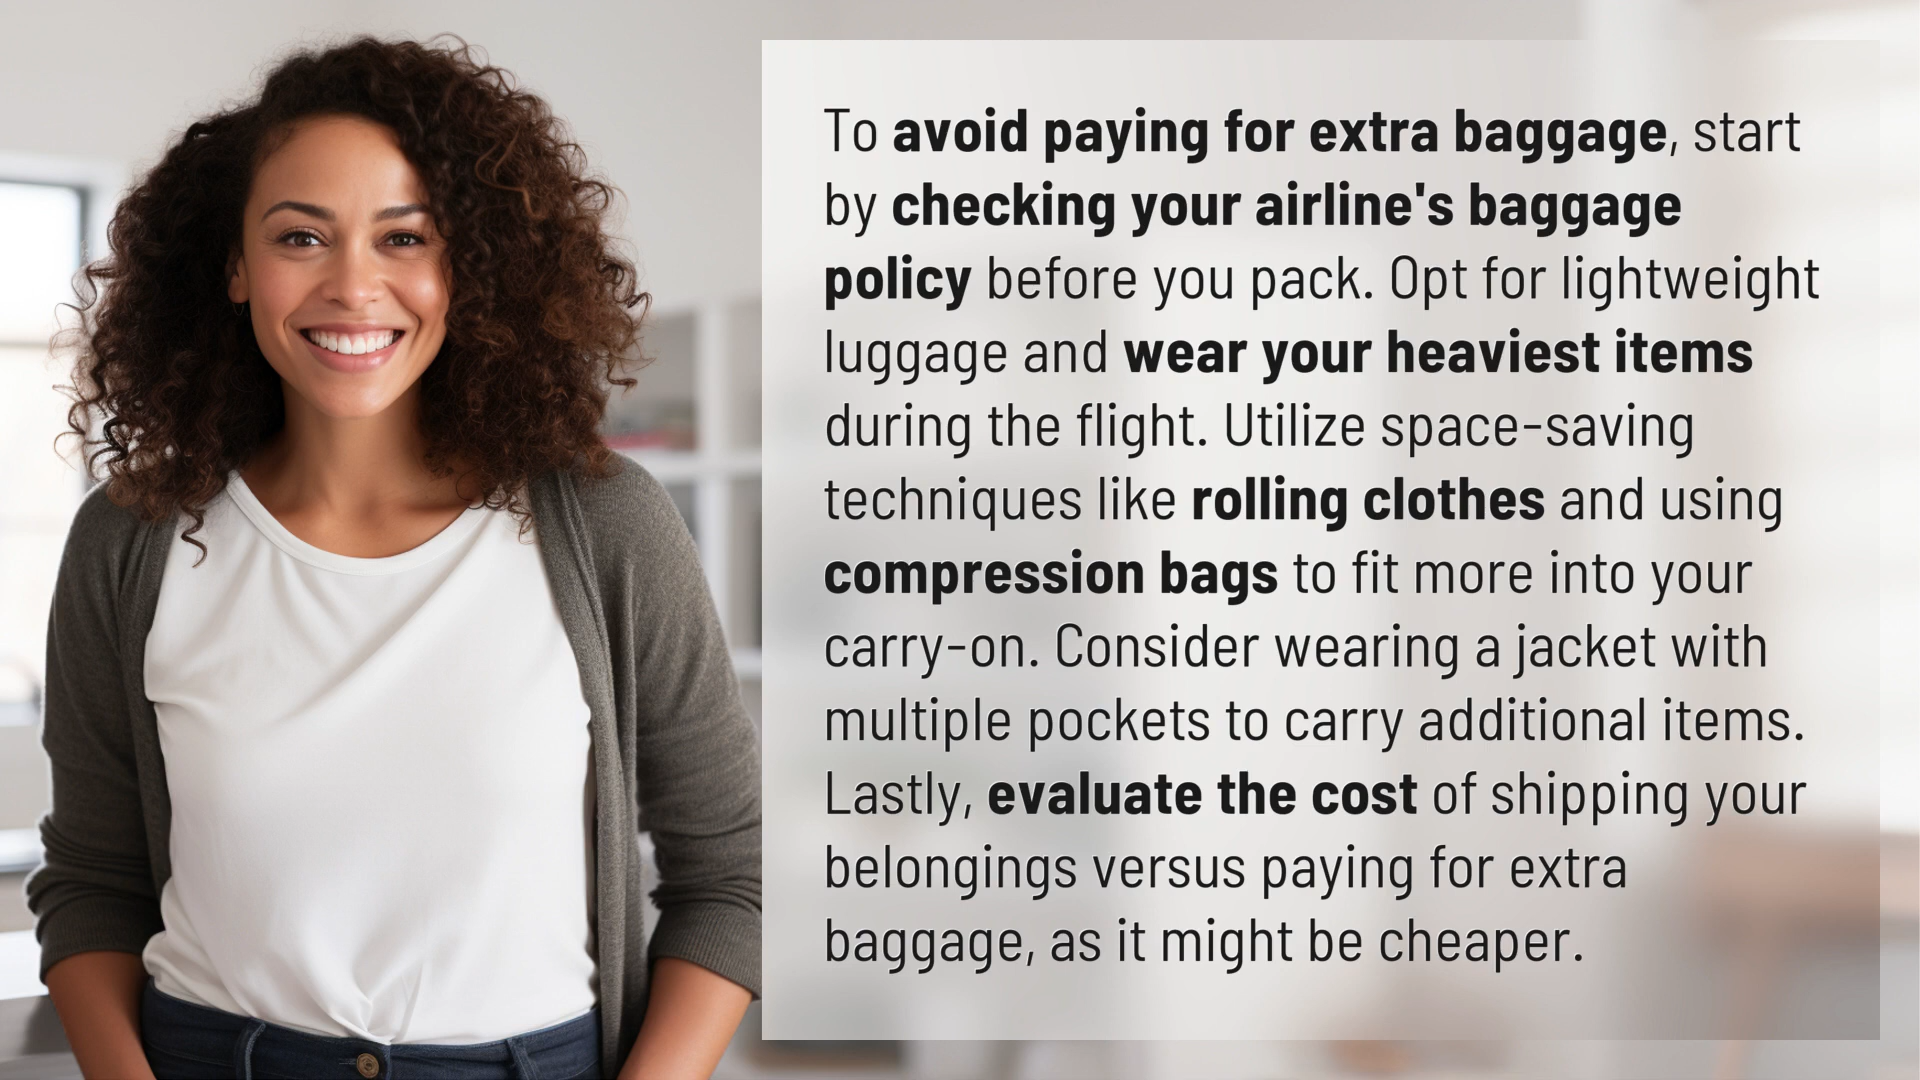 To avoid paying for extra baggage, start
by checking your airline's baggage
policy before you pack. Opt for lightweight
luggage and wear your heaviest items
during the flight. Utilize space-saving
techniques like rolling clothes and using
compression bags to fit more into your
carry-on. Consider wearing a jacket with
multiple pockets to carry additional items.
Lastly, evaluate the cost of shipping your
belongings versus paying for extra
baggage, as it might be cheaper.